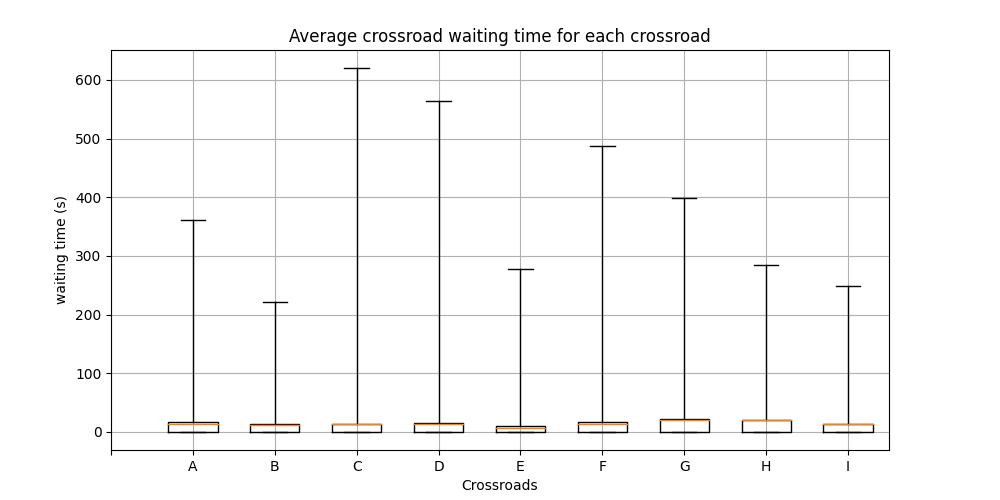 Average crossroad waiting time for each crossroad
600
500
400
300
200
100
0
waiting time (s)
A B C D E F G H I
Crossroads